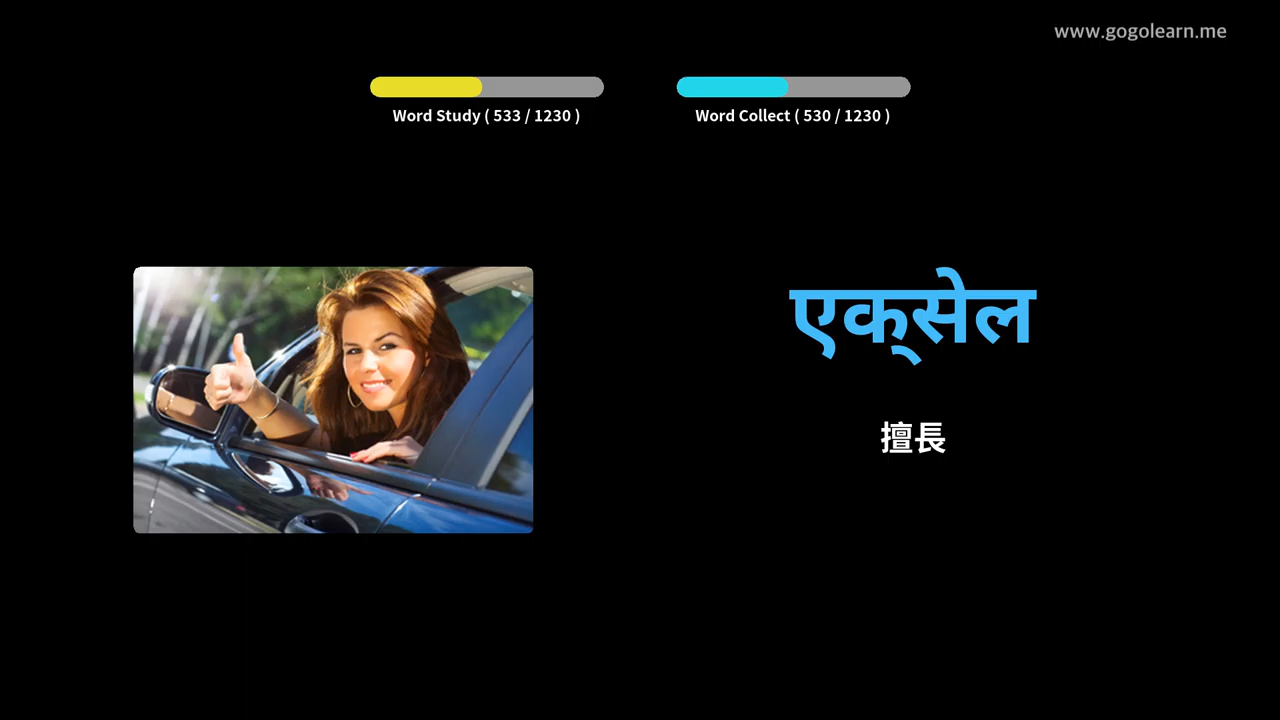 www.gogolearn.me
Word Study ( 533 / 1230 )
Word Collect ( 530 / 1230 )
एक्सेल
擅長